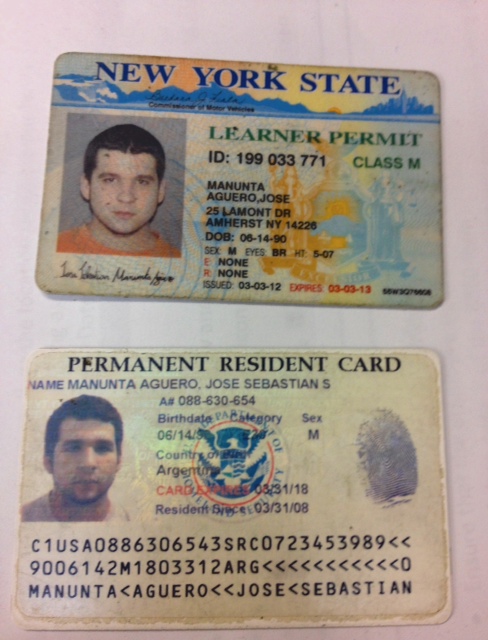 NEW YORK STATE
Commissioner of Motor Vehicles
LEARNER PERMIT
ID: 199 033 771 CLASS M
MANUNTA
AGUERO,JOSE
25 LAMONT DR
AMHERST NY 14226
DOB: 06-14-90
SEX: M EYES: BR HT: 5-07
E: NONE
R: NONE
ISSUED: 03-03-12 EXPIRES: 03-03-13
PERMANENT RESIDENT CARD
NAME MANUNTA AGUERO, JOSE SEBASTIAN S
A# 088-630-654
Birthdate Category Sex
06/14/ M
Country of
Argentina
CARD EXPIRES 03/31/18
Resident Since 03/31/08
C1USA0886306543SRC0723453989<<
9006142M1803312ARG<<<<<<<<<<<0
MANUNTA<AGUERO<<JOSE<SEBASTIAN